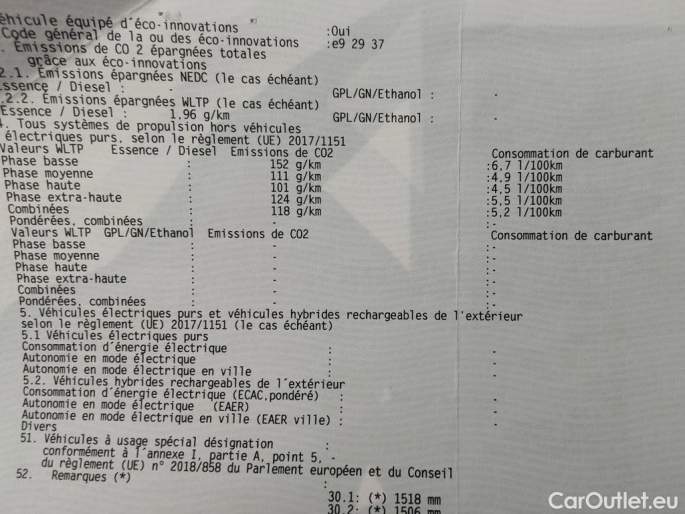 éhicule équipé d'éco-innovations :Oui
Code général de la ou des éco-innovations :e9 29 37
. Émissions de CO 2 épargnées totales
grâce aux éco-innovations
2.1. Émissions épargnées NEDC (le cas échéant)
Essence / Diesel : - GPL/GN/Ethanol : -
.2.2. Émissions épargnées WLTP (le cas échéant)
Essence / Diesel : 1,96 g/km GPL/GN/Ethanol : -
4. Tous systèmes de propulsion hors véhicules
électriques purs, selon le règlement (UE) 2017/1151
Valeurs WLTP Essence / Diesel Emissions de CO2 Consommation de carburant
Phase basse : 152 g/km :6,7 l/100km
Phase moyenne : 111 g/km :4,9 l/100km
Phase haute : 101 g/km :4,5 l/100km
Phase extra-haute : 124 g/km :5,5 l/100km
Combinées : 118 g/km :5,2 l/100km
Pondérées, combinées : - :-
Valeurs WLTP GPL/GN/Ethanol Emissions de CO2 Consommation de carburant
Phase basse : - :-
Phase moyenne : - :-
Phase haute : - :-
Phase extra-haute : - :-
Combinées : - :-
Pondérées, combinées : - :-
5. Véhicules électriques purs et véhicules hybrides rechargeables de l'extérieur
selon le règlement (UE) 2017/1151 (le cas échéant)
5.1 Véhicules électriques purs
Consommation d'énergie électrique : -
Autonomie en mode électrique : -
Autonomie en mode électrique en ville : -
5.2. Véhicules hybrides rechargeables de l'extérieur
Consommation d'énergie électrique (ECAC,pondéré) : -
Autonomie en mode électrique (EAER) : -
Autonomie en mode électrique en ville (EAER ville) : -
Divers
51. Véhicules à usage spécial désignation :
conformément à l'annexe I, partie A, point 5, -
du règlement (UE) n° 2018/858 du Parlement européen et du Conseil
52. Remarques (*) :
30.1: (*) 1518 mm
30.2: (*) 1506 mm
CarOutlet.eu